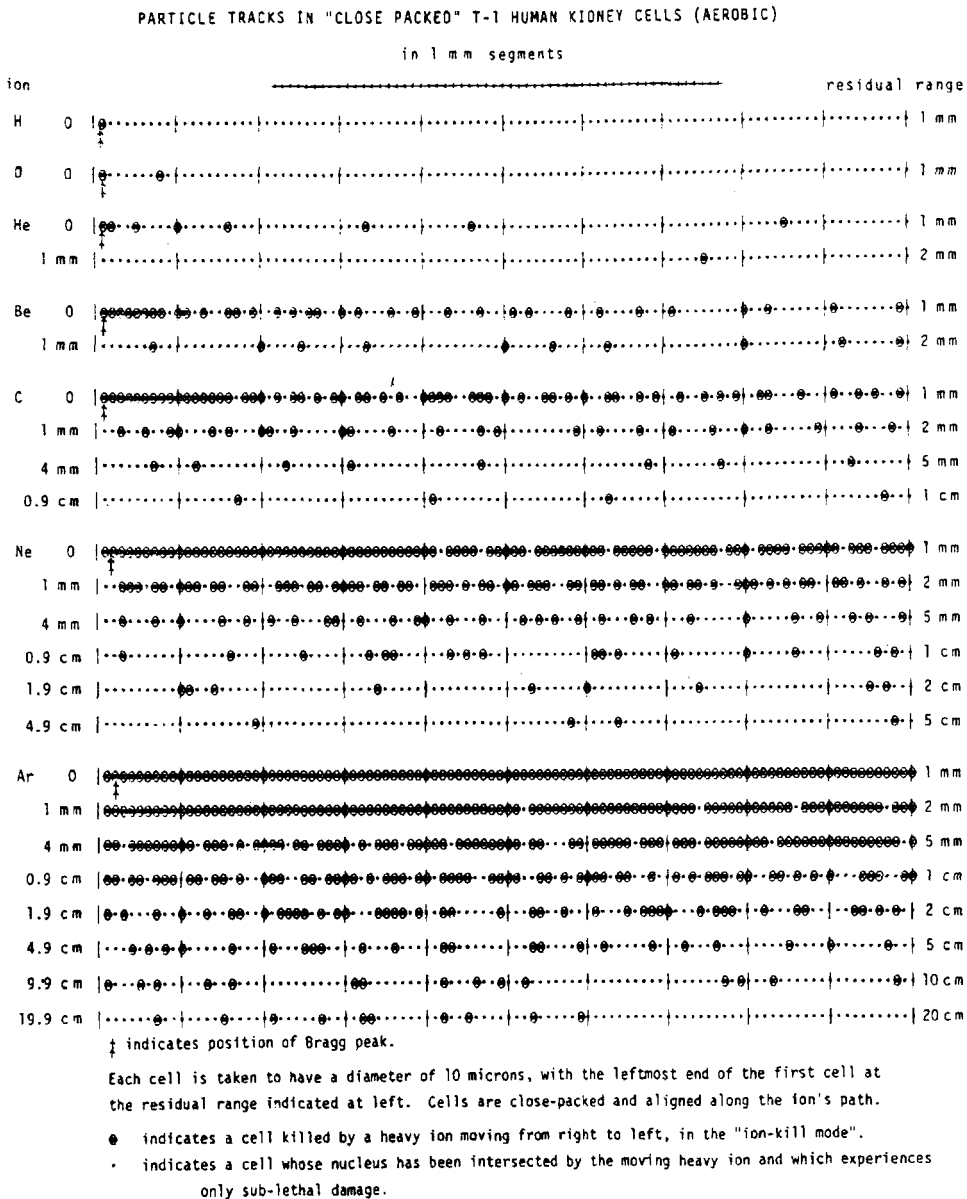 PARTICLE TRACKS IN "CLOSE PACKED" T-1 HUMAN KIDNEY CELLS (AEROBIC)
in 1 mm segments
ion residual range
H 0 1 mm
D 0 1 mm
He 0 1 mm
1 mm 2 mm
Be 0 1 mm
1 mm 2 mm
C 0 1 mm
1 mm 2 mm
4 mm 5 mm
0.9 cm 1 cm
Ne 0 1 mm
1 mm 2 mm
4 mm 5 mm
0.9 cm 1 cm
1.9 cm 2 cm
4.9 cm 5 cm
Ar 0 1 mm
1 mm 2 mm
4 mm 5 mm
0.9 cm 1 cm
1.9 cm 2 cm
4.9 cm 5 cm
9.9 cm 10 cm
19.9 cm 20 cm
‡ indicates position of Bragg peak.
Each cell is taken to have a diameter of 10 microns, with the leftmost end of the first cell at
the residual range indicated at left. Cells are close-packed and aligned along the ion's path.
indicates a cell killed by a heavy ion moving from right to left, in the "ion-kill mode".
indicates a cell whose nucleus has been intersected by the moving heavy ion and which experiences
only sub-lethal damage.